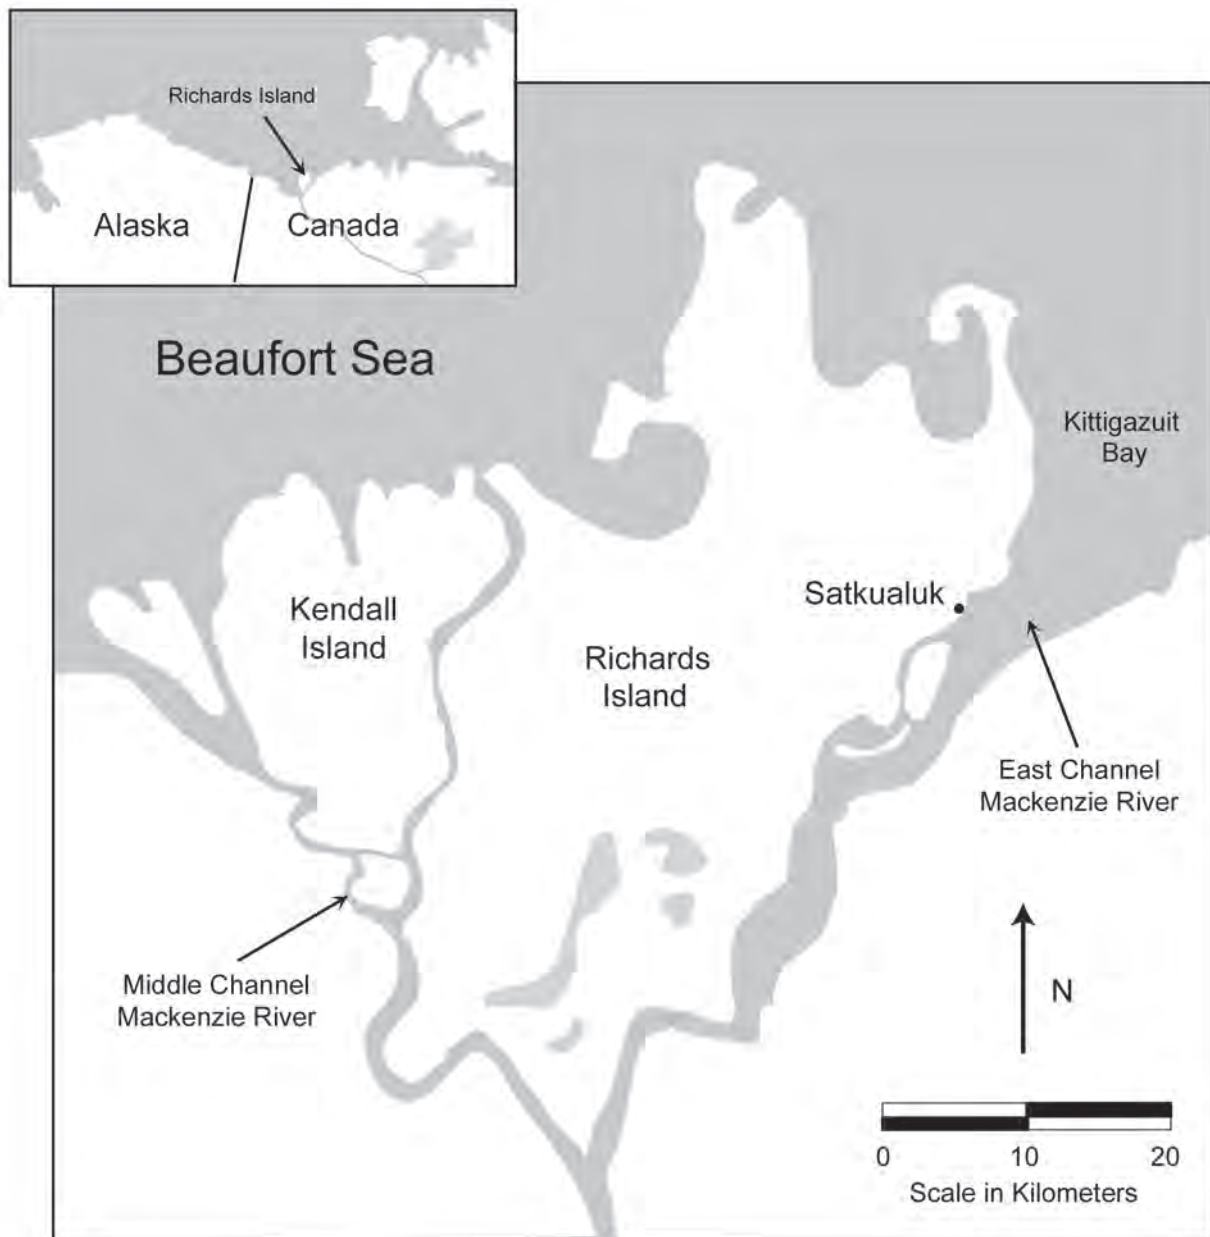 Richards Island
Alaska
Canada
Beaufort Sea
Kittigazuit
Bay
Kendall
Island
Satkualuk
Richards
Island
East Channel
Mackenzie River
Middle Channel
Mackenzie River
N
0 10 20
Scale in Kilometers